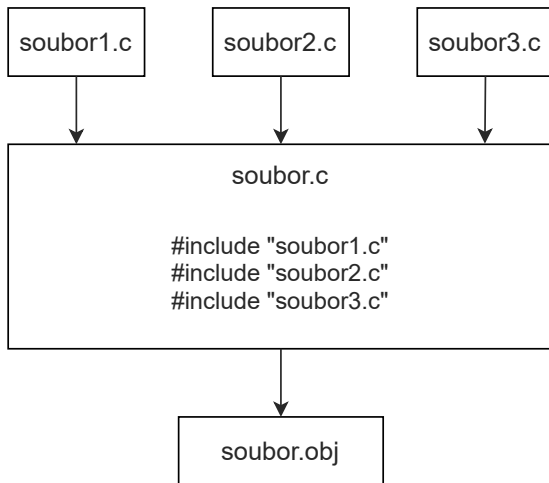 soubor1.c
soubor2.c
soubor3.c
soubor.c
#include "soubor1.c"
#include "soubor2.c"
#include "soubor3.c"
soubor.obj